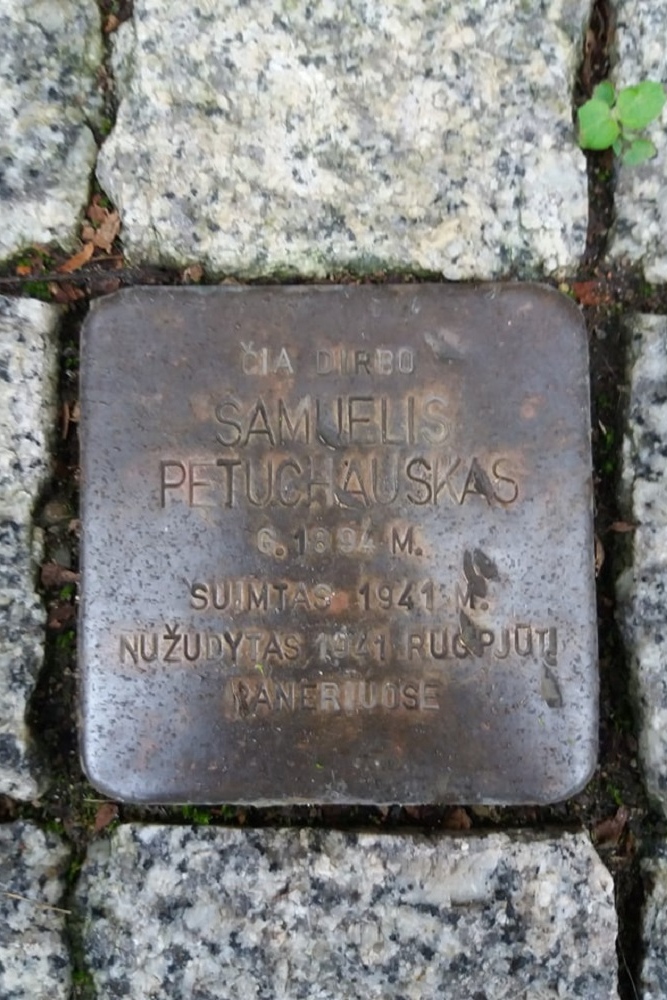 ČIA DIRBO
SAMUELIS
PETUCHAUSKAS
G. 1894 M.
SUIMTAS 1941 M.
NUŽUDYTAS 1941 RUGPJŪTĮ
PANERIUOSE